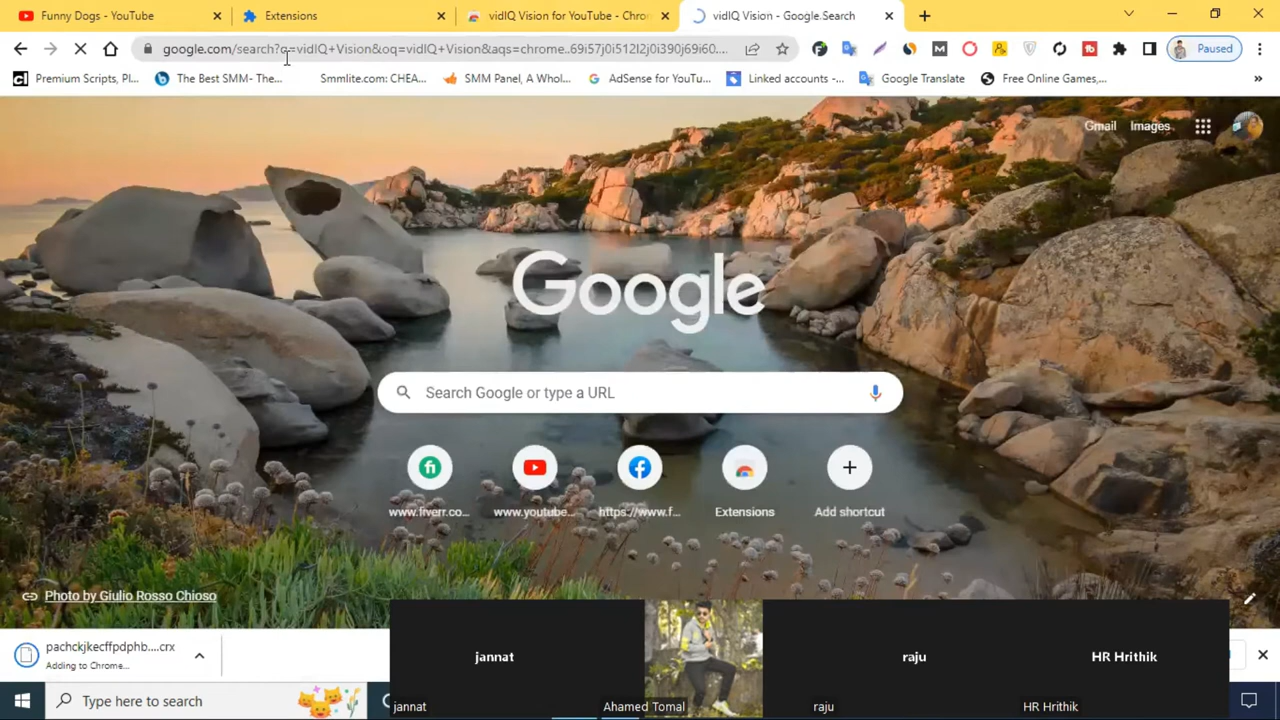 Funny Dogs - YouTube
Extensions
vidIQ Vision for YouTube - Chron
vidIQ Vision - Google Search
google.com/search?q=vidIQ+Vision&oq=vidIQ+Vision&aqs=chrome..69i57j0i512l2j0i390j69i60....
Paused
Premium Scripts, Pl...
The Best SMM- The...
Smmlite.com: CHEA...
SMM Panel, A Whol...
AdSense for YouTu...
Linked accounts -...
Google Translate
Free Online Games,...
Gmail
Images
Google
Search Google or type a URL
www.fiverr.co...
www.youtube...
https://www.f...
Extensions
Add shortcut
Photo by Giulio Rosso Chioso
pachckjkecffpdphb....crx
Adding to Chrome...
jannat
raju
HR Hrithik
jannat
Ahamed Tomal
raju
HR Hrithik
Type here to search